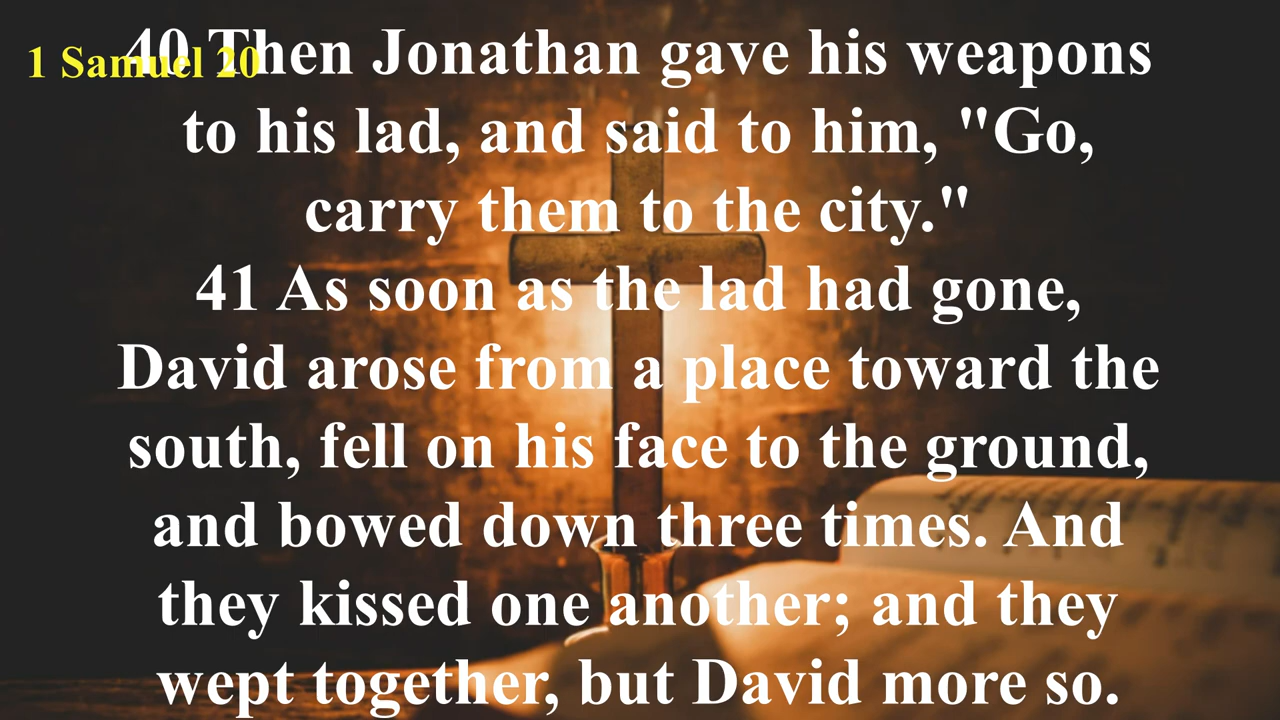 1 Samuel 20
40 Then Jonathan gave his weapons
to his lad, and said to him, "Go,
carry them to the city."
41 As soon as the lad had gone,
David arose from a place toward the
south, fell on his face to the ground,
and bowed down three times. And
they kissed one another; and they
wept together, but David more so.